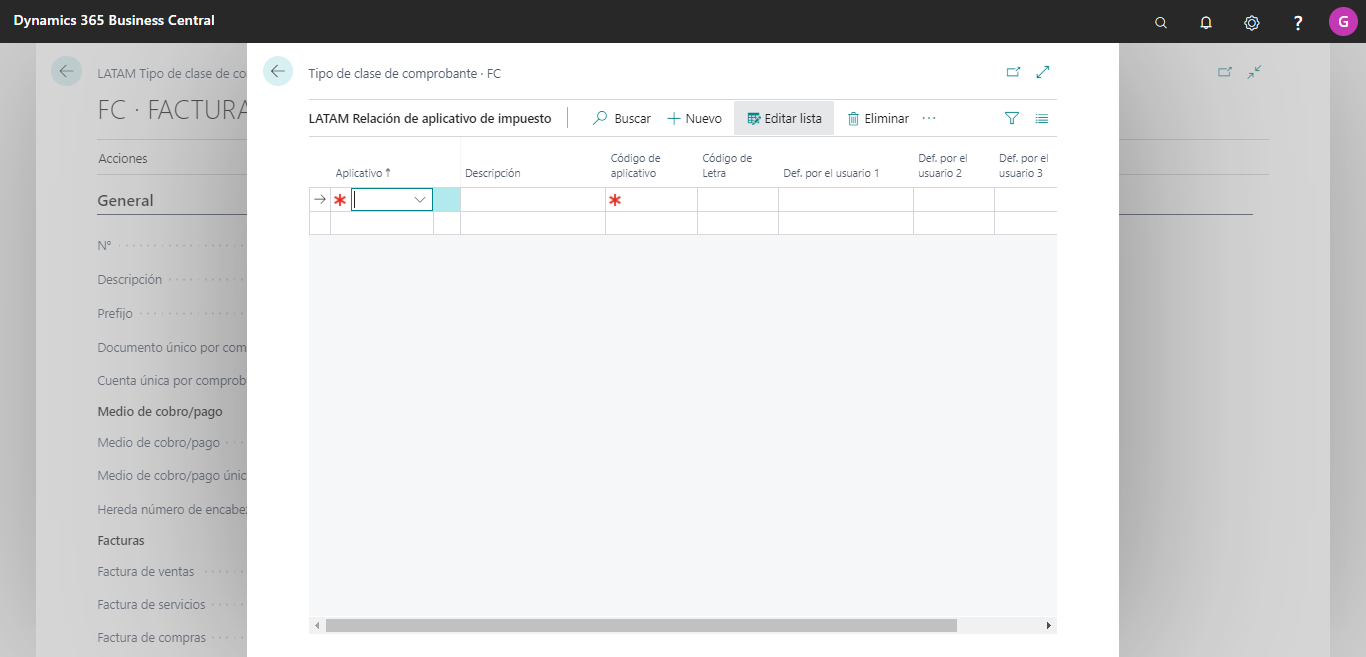 Dynamics 365 Business Central
?
G
LATAM Tipo de clase de co
FC · FACTURA
Acciones
General
N°
Descripción
Prefijo
Documento único por com
Cuenta única por comprob
Medio de cobro/pago
Medio de cobro/pago
Medio de cobro/pago únic
Hereda número de encabe
Facturas
Factura de ventas
Factura de servicios
Factura de compras
Tipo de clase de comprobante · FC
LATAM Relación de aplicativo de impuesto
Buscar
Nuevo
Editar lista
Eliminar
···
Aplicativo ↑
Descripción
Código de
aplicativo
Código de
Letra
Def. por el usuario 1
Def. por el
usuario 2
Def. por el
usuario 3